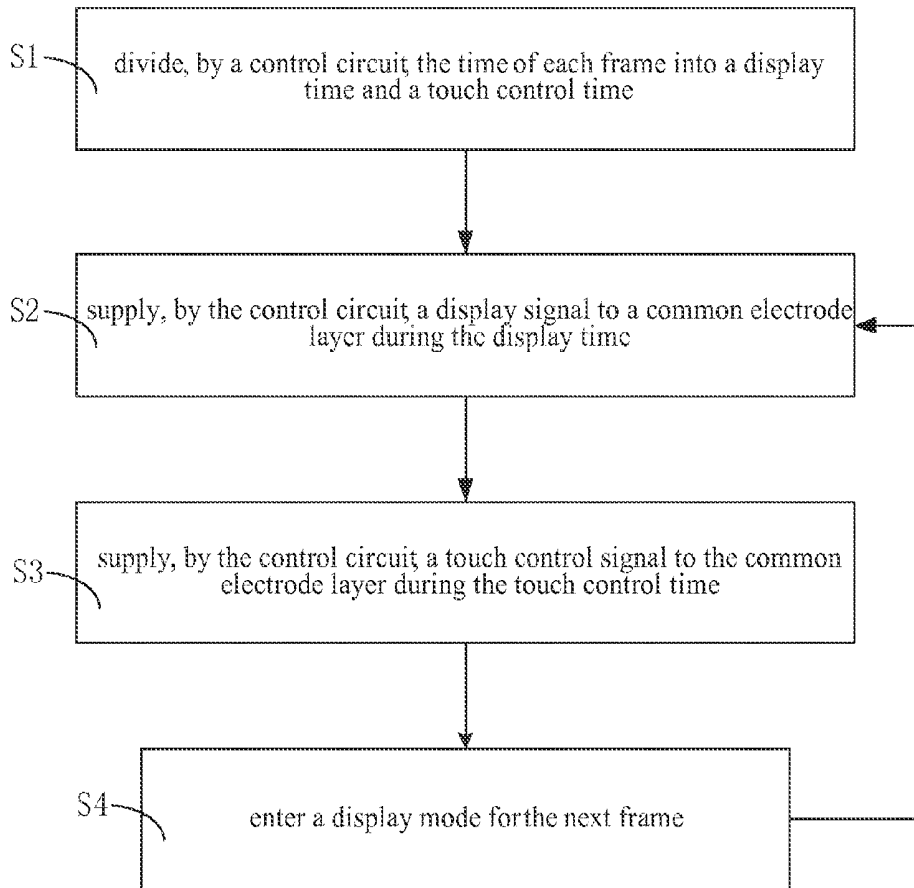 S1
divide, by a control circuit, the time of each frame into a display
time and a touch control time
S2
supply, by the control circuit, a display signal to a common electrode
layer during the display time
S3
supply, by the control circuit, a touch control signal to the common
electrode layer during the touch control time
S4
enter a display mode for the next frame